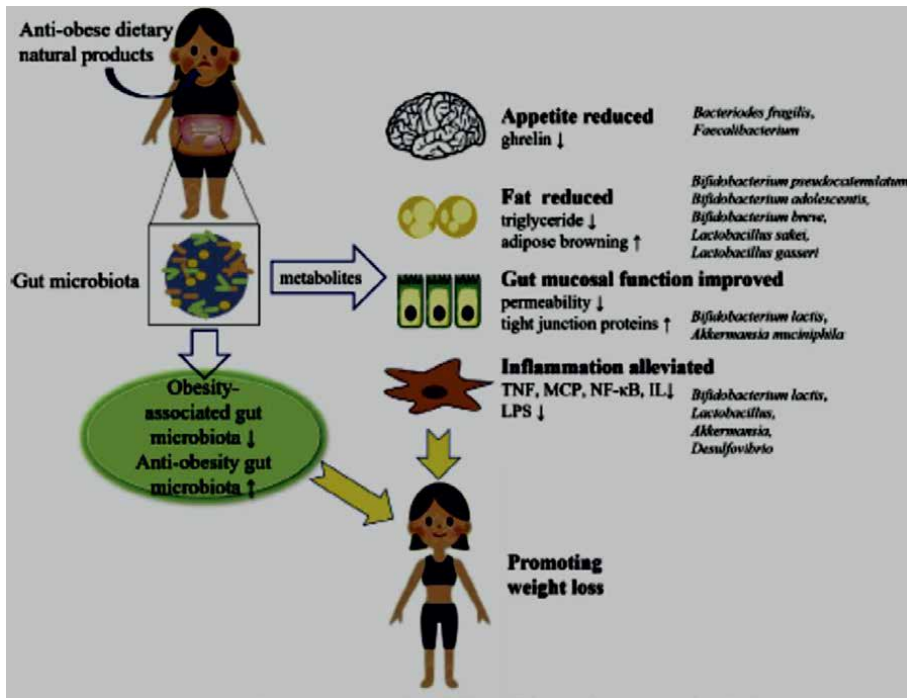 Anti-obese dietary
natural products
Appetite reduced
ghrelin ↓
Bacteriodes fragilis,
Faecalibacterium
Fat reduced
triglyceride ↓
adipose browning ↑
Bifidobacterium pseudocatenulatum
Bifidobacterium adolescentis,
Bifidobacterium breve,
Lactobacillus sakei,
Lactobacillus gasseri
Gut microbiota
metabolites
Gut mucosal function improved
permeability ↓
tight junction proteins ↑
Bifidobacterium lactis,
Akkermansia muciniphila
Inflammation alleviated
TNF, MCP, NF-κB, IL↓
LPS ↓
Bifidobacterium lactis,
Lactobacillus,
Akkermansia,
Desulfovibrio
Obesity-
associated gut
microbiota ↓
Anti-obesity gut
microbiota ↑
Promoting
weight loss